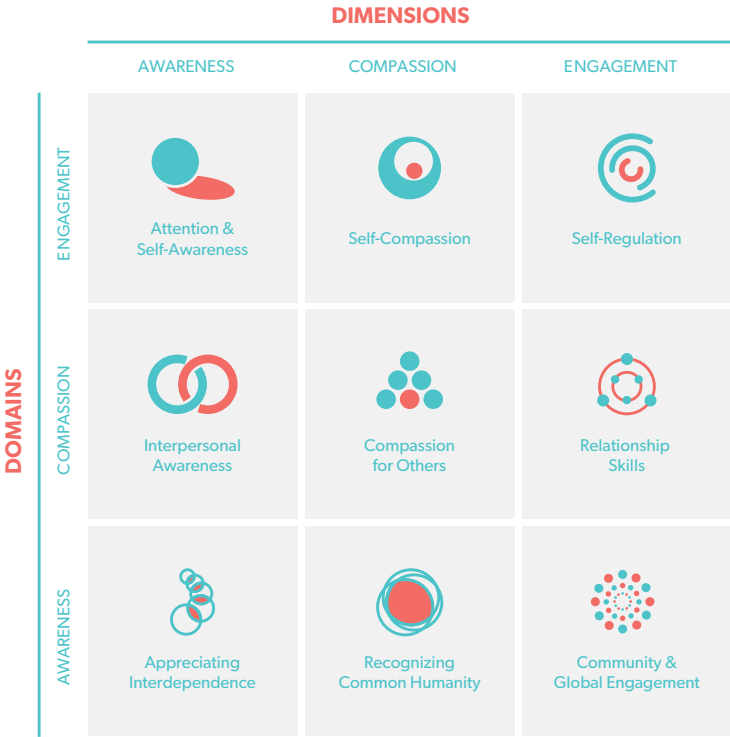 DIMENSIONS
AWARENESS
COMPASSION
ENGAGEMENT
DOMAINS
ENGAGEMENT
Attention &
Self-Awareness
Self-Compassion
Self-Regulation
COMPASSION
Interpersonal
Awareness
Compassion
for Others
Relationship
Skills
AWARENESS
Appreciating
Interdependence
Recognizing
Common Humanity
Community &
Global Engagement